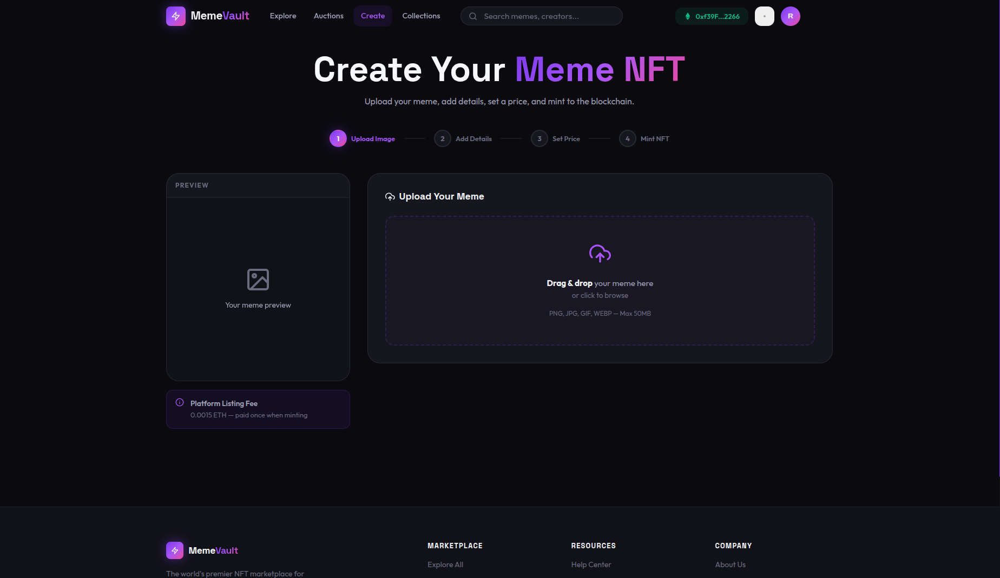 MemeVault
Explore
Auctions
Create
Collections
Search memes, creators...
0xf39F...2266
R
Create Your Meme NFT
Upload your meme, add details, set a price, and mint to the blockchain.
1 Upload Image
2 Add Details
3 Set Price
4 Mint NFT
PREVIEW
Your meme preview
Platform Listing Fee
0.0015 ETH — paid once when minting
Upload Your Meme
Drag & drop your meme here
or click to browse
PNG, JPG, GIF, WEBP — Max 50MB
MemeVault
The world's premier NFT marketplace for
MARKETPLACE
Explore All
RESOURCES
Help Center
COMPANY
About Us